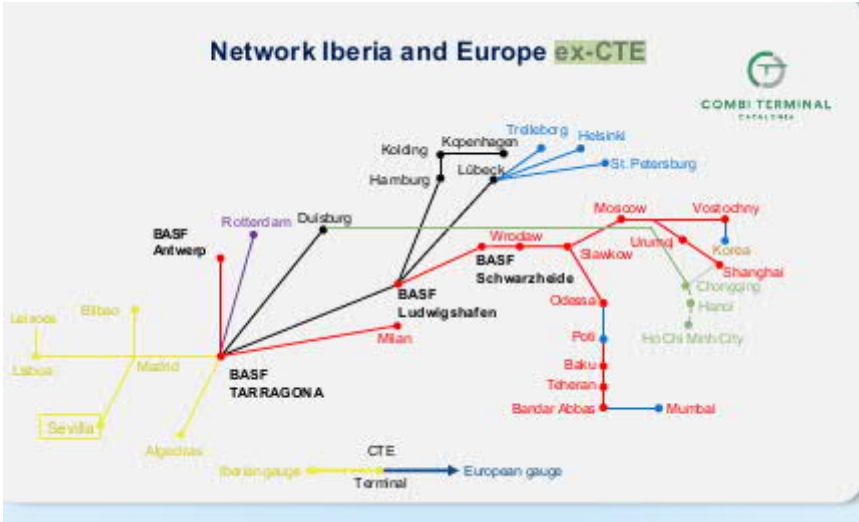 Network Iberia and Europe ex-CTE
COMBI TERMINAL
CATALONIA
Trelleborg
Helsinki
Kopenhagen
Kolding
St. Petersburg
Lübeck
Hamburg
Moscow
Vostochny
Rotterdam
Duisburg
BASF
Antwerp
Wroclaw
Urumqi
Korea
Slawkow
BASF
Schwarzheide
Shanghai
Chongqing
BASF
Ludwigshafen
Odessa
Hanoi
Bilbao
Leixoes
Milan
Poti
Ho Chi Minh City
Lisboa
Madrid
BASF
TARRAGONA
Baku
Teheran
Bandar Abbas
Mumbai
Sevilla
Algeciras
CTE
Iberian gauge
European gauge
Terminal